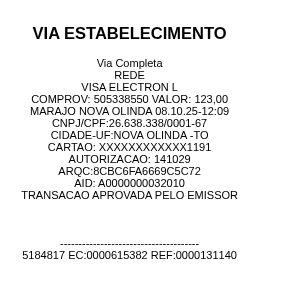 VIA ESTABELECIMENTO
Via Completa
REDE
VISA ELECTRON L
COMPROV: 505338550 VALOR: 123,00
MARAJO NOVA OLINDA 08.10.25-12:09
CNPJ/CPF:26.638.338/0001-67
CIDADE-UF:NOVA OLINDA -TO
CARTAO: XXXXXXXXXXXX1191
AUTORIZACAO: 141029
ARQC:8CBC6FA6669C5C72
AID: A0000000032010
TRANSACAO APROVADA PELO EMISSOR
--------------------------------------
5184817 EC:0000615382 REF:0000131140